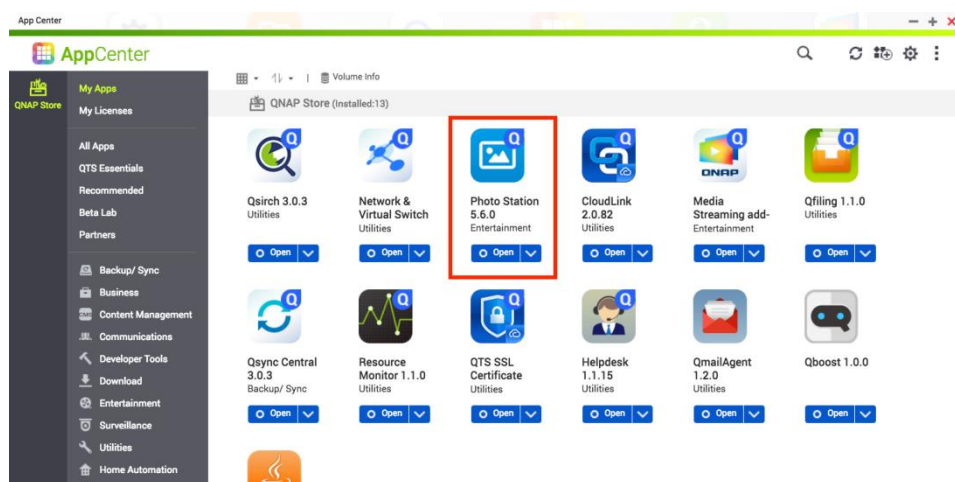 App Center
AppCenter
QNAP Store
My Apps
My Licenses
All Apps
QTS Essentials
Recommended
Beta Lab
Partners
Backup/ Sync
Business
Content Management
Communications
Developer Tools
Download
Entertainment
Surveillance
Utilities
Home Automation
Volume Info
QNAP Store (Installed:13)
Qsirch 3.0.3
Utilities
Open
Network &
Virtual Switch
Utilities
Open
Photo Station
5.6.0
Entertainment
Open
CloudLink
2.0.82
Utilities
Open
QNAP
Media
Streaming add-
Entertainment
Open
Qfiling 1.1.0
Utilities
Open
Qsync Central
3.0.3
Backup/ Sync
Open
Resource
Monitor 1.1.0
Utilities
Open
QTS SSL
Certificate
Utilities
Open
Helpdesk
1.1.15
Utilities
Open
QmailAgent
1.2.0
Utilities
Open
Qboost 1.0.0
Open